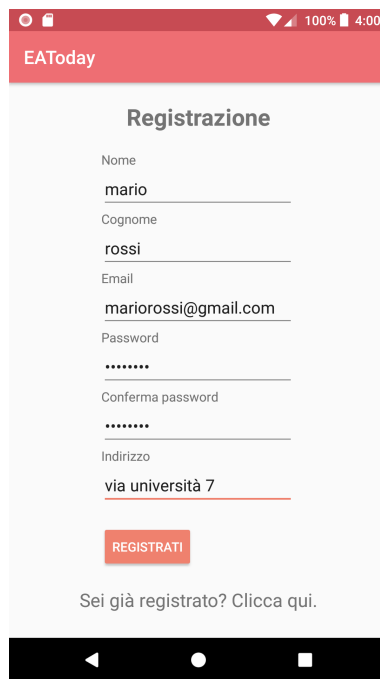 100% 4:00
EAToday
Registrazione
Nome
mario
Cognome
rossi
Email
mariorossi@gmail.com
Password
••••••••
Conferma password
••••••••
Indirizzo
via università 7
REGISTRATI
Sei già registrato? Clicca qui.